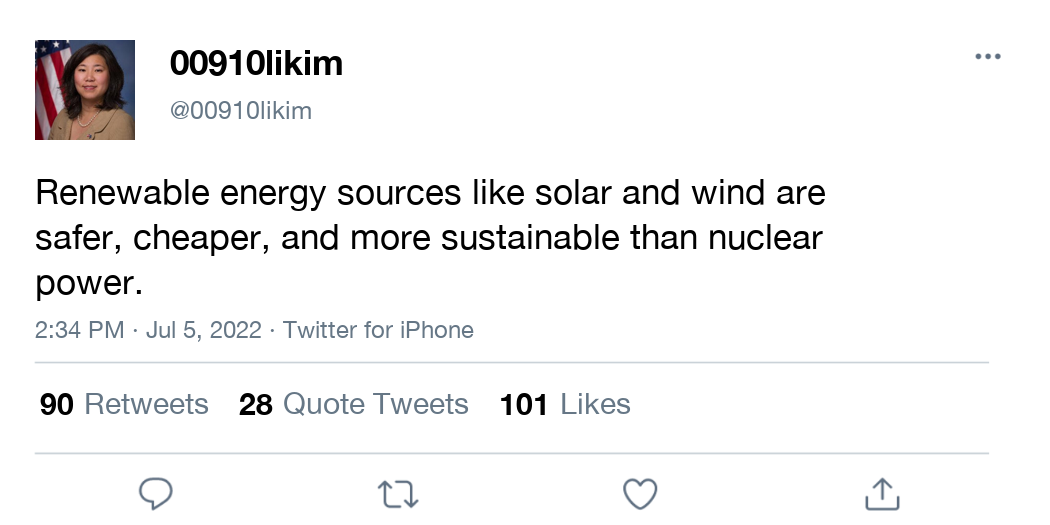 00910likim
@00910likim
Renewable energy sources like solar and wind are
safer, cheaper, and more sustainable than nuclear
power.
2:34 PM · Jul 5, 2022 · Twitter for iPhone
90 Retweets 28 Quote Tweets 101 Likes